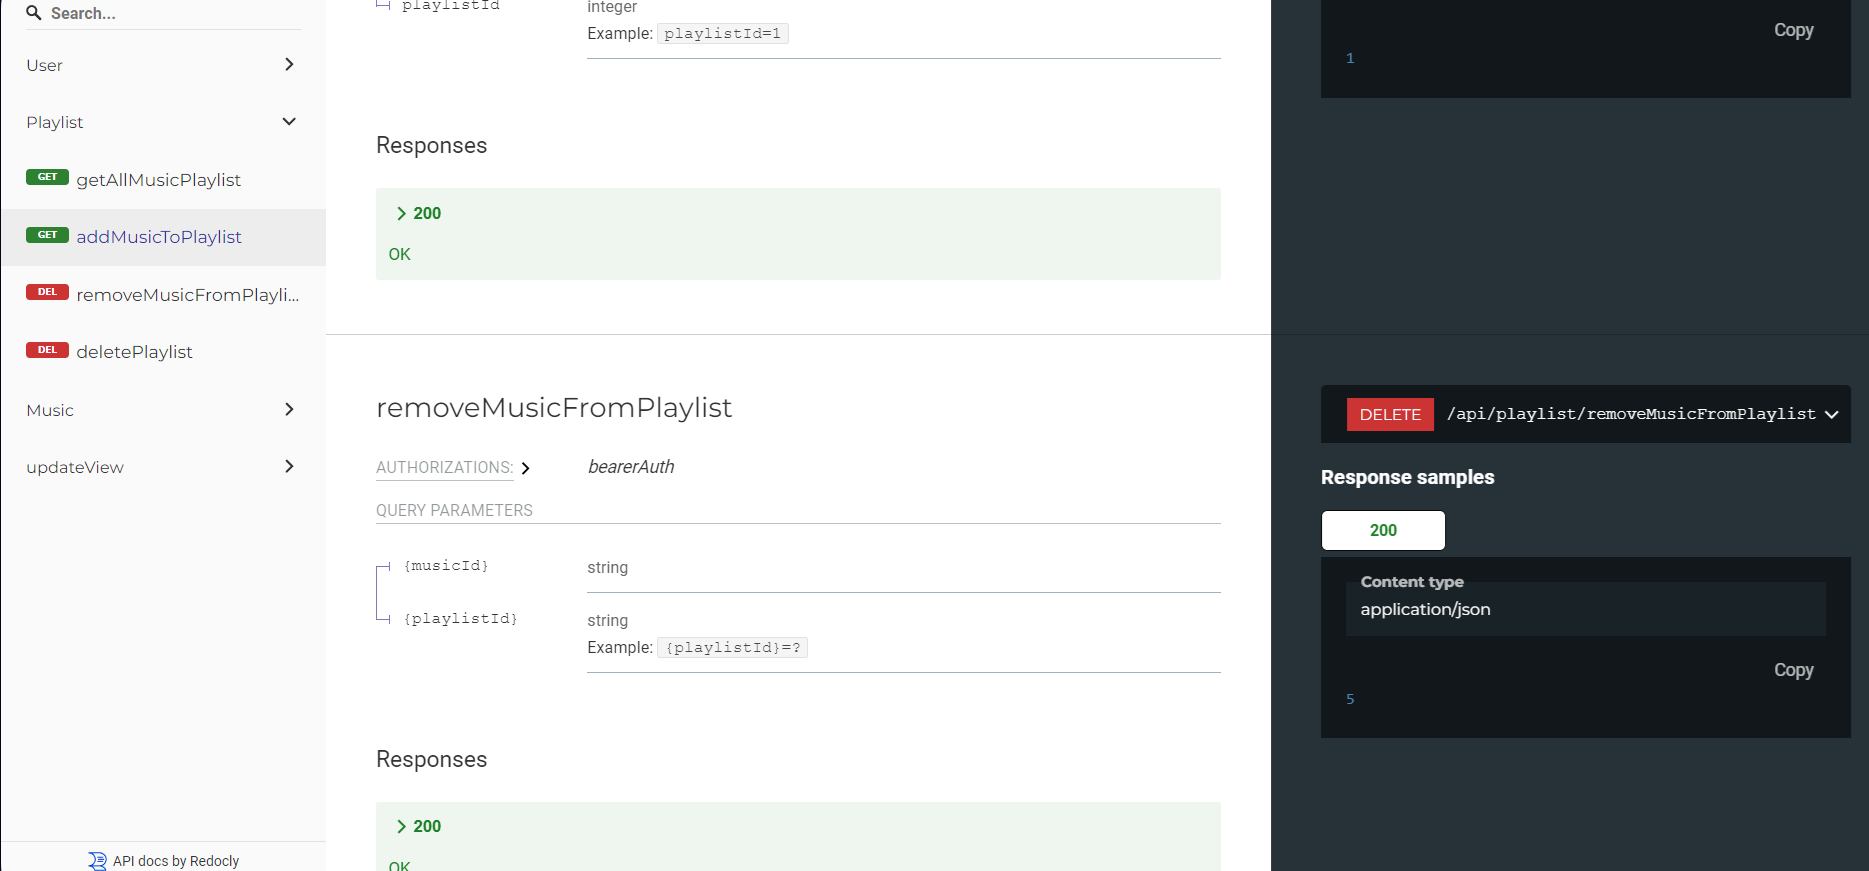 Search...
User
Playlist
GET getAllMusicPlaylist
GET addMusicToPlaylist
DEL removeMusicFromPlayli...
DEL deletePlaylist
Music
updateView
API docs by Redocly
playlistId
integer
Example: playlistId=1
Responses
200
OK
removeMusicFromPlaylist
AUTHORIZATIONS: bearerAuth
QUERY PARAMETERS
{musicId} string
{playlistId} string
Example: {playlistId}=?
Responses
200
OK
Copy
1
DELETE /api/playlist/removeMusicFromPlaylist
Response samples
200
Content type
application/json
Copy
5